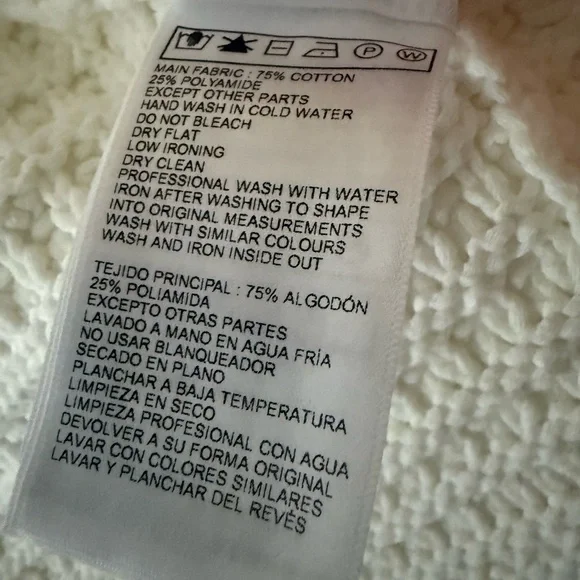 P W
MAIN FABRIC : 75% COTTON
25% POLYAMIDE
EXCEPT OTHER PARTS
HAND WASH IN COLD WATER
DO NOT BLEACH
DRY FLAT
LOW IRONING
DRY CLEAN
PROFESSIONAL WASH WITH WATER
IRON AFTER WASHING TO SHAPE
INTO ORIGINAL MEASUREMENTS
WASH WITH SIMILAR COLOURS
WASH AND IRON INSIDE OUT
TEJIDO PRINCIPAL : 75% ALGODÓN
25% POLIAMIDA
EXCEPTO OTRAS PARTES
LAVADO A MANO EN AGUA FRÍA
NO USAR BLANQUEADOR
SECADO EN PLANO
PLANCHAR A BAJA TEMPERATURA
LIMPIEZA EN SECO
LIMPIEZA PROFESIONAL CON AGUA
DEVOLVER A SU FORMA ORIGINAL
LAVAR CON COLORES SIMILARES
LAVAR Y PLANCHAR DEL REVÉS